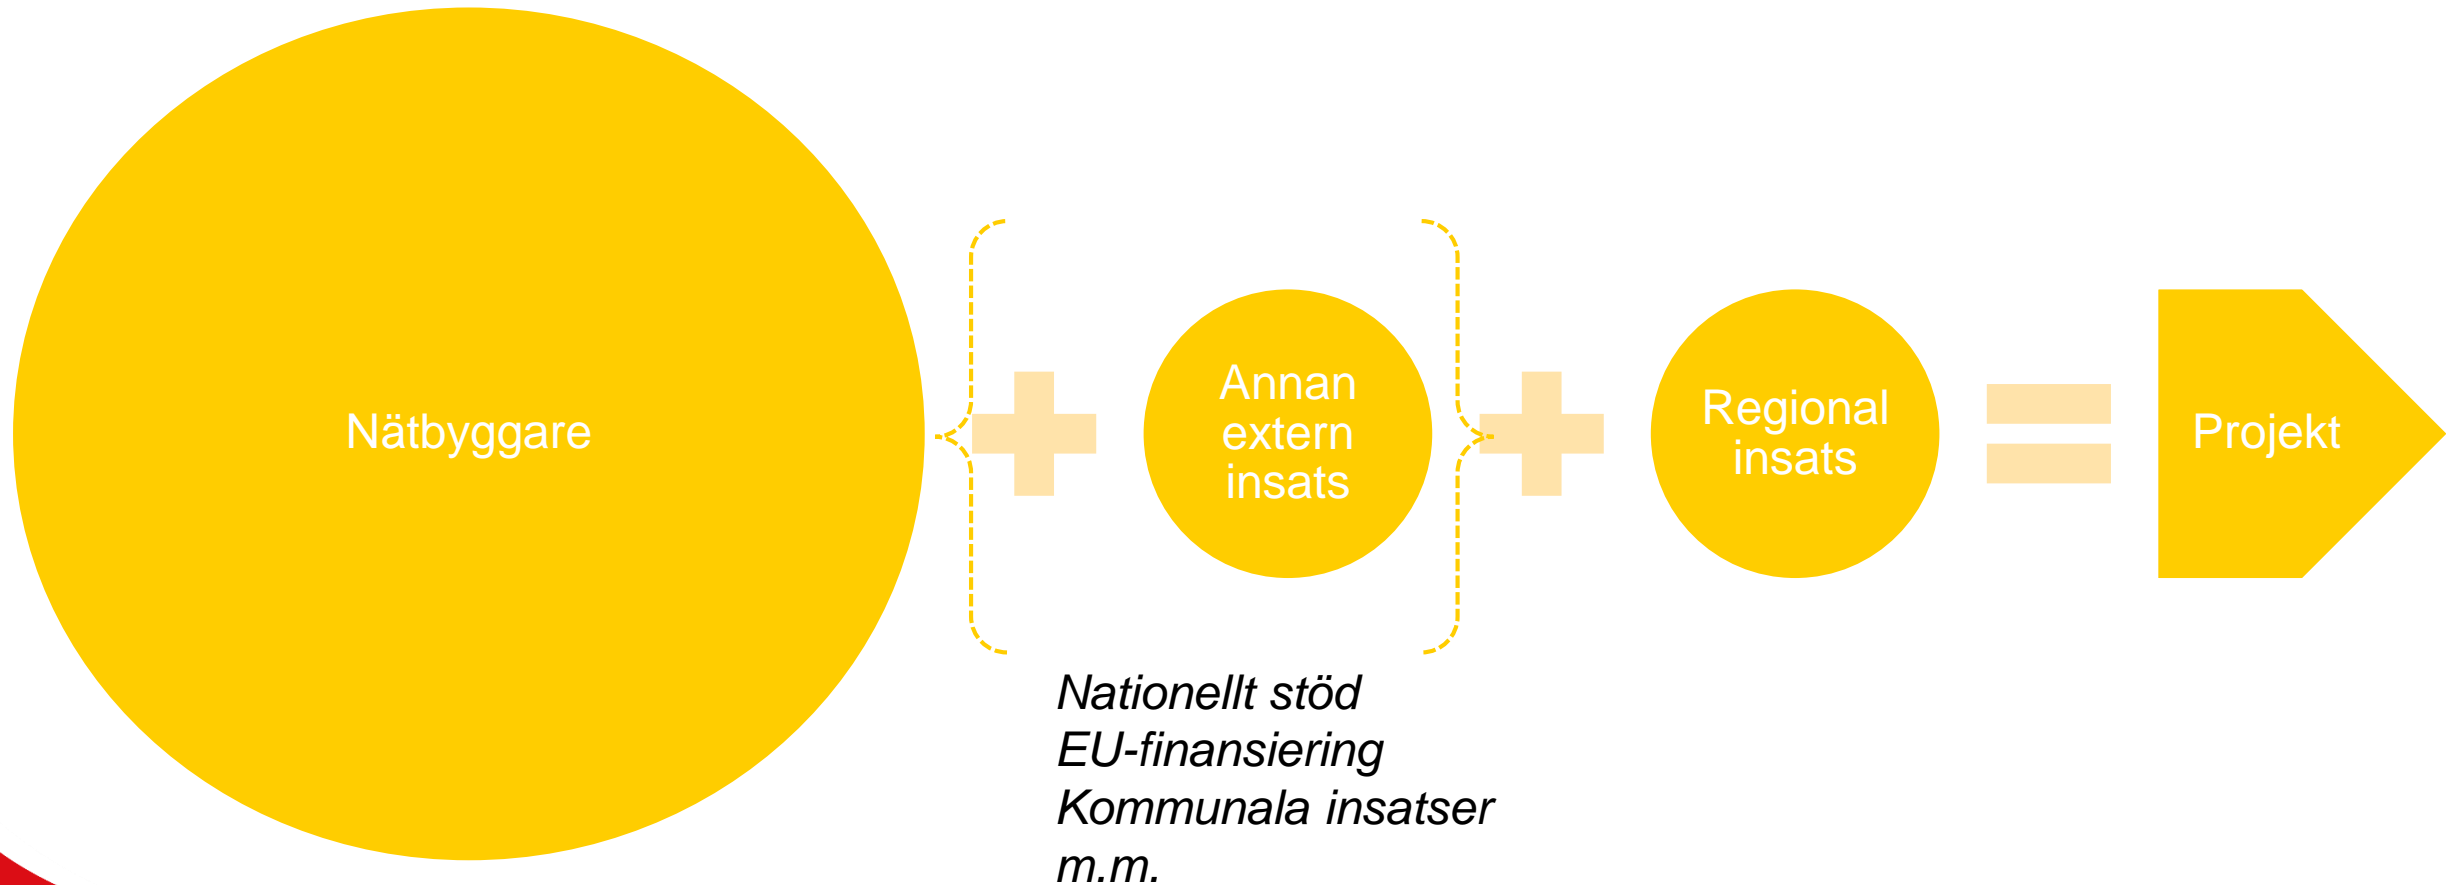 Nätbyggare
Annan
extern
insats
Regional
insats
Projekt
Nationellt stöd
EU-finansiering
Kommunala insatser
m.m.